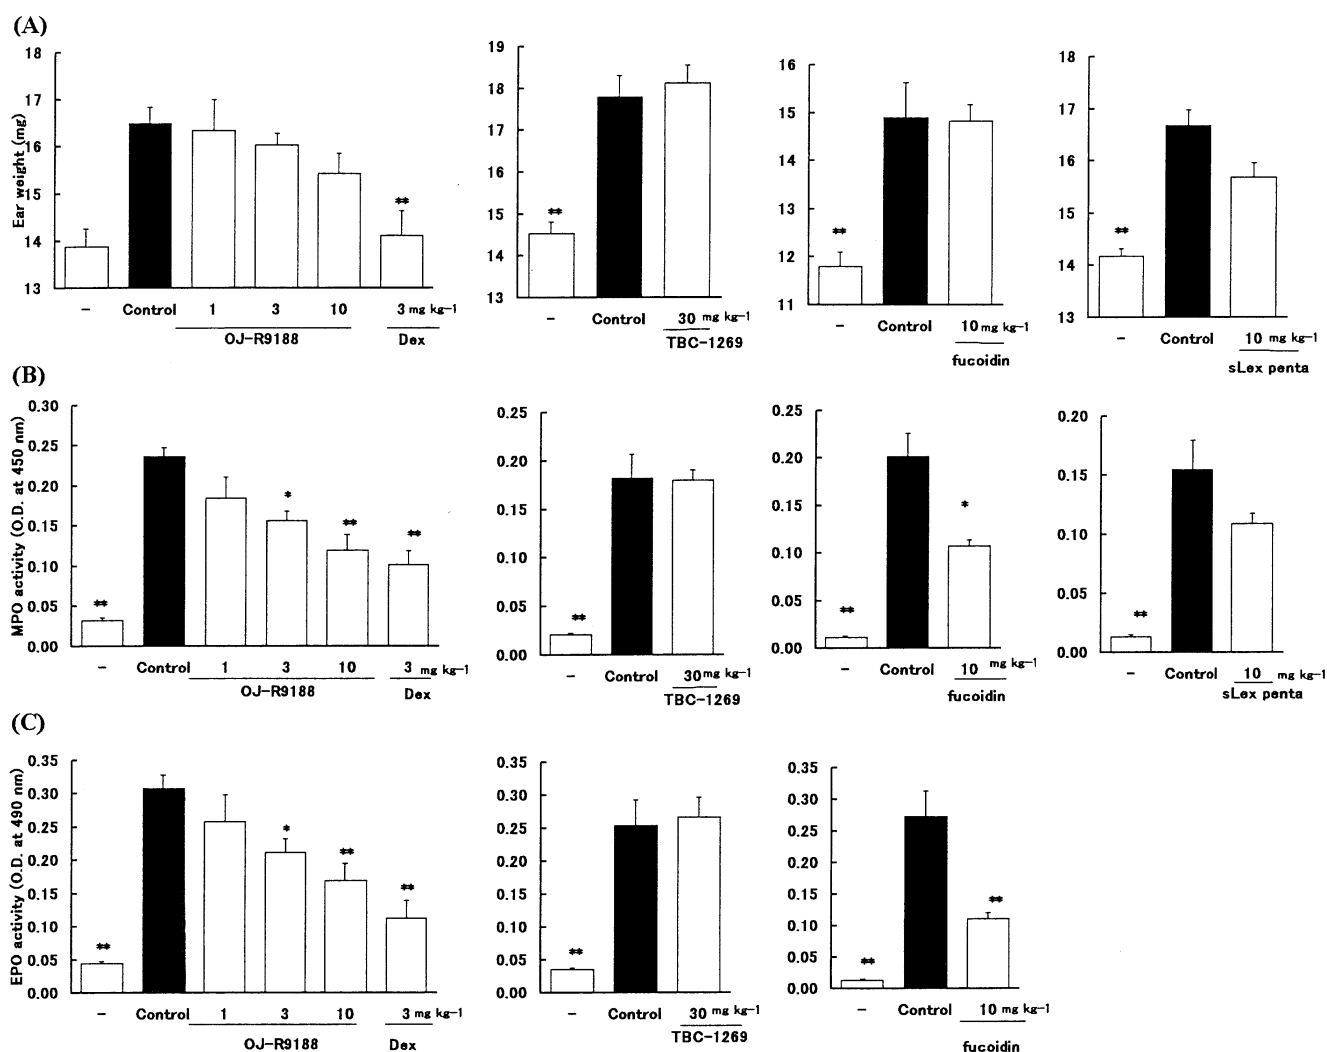 (A)
Ear weight (mg)
18
17
16
15
14
13
**
– Control 1 3 10 3 mg kg-1
OJ-R9188 Dex
19
18
17
16
15
14
13
**
– Control 30 mg kg-1
TBC-1269
16
15
14
13
12
11
**
– Control 10 mg kg-1
fucoidin
18
17
16
15
14
13
**
– Control 10 mg kg-1
sLex penta
(B)
MPO activity (O.D. at 450 nm)
0.30
0.25
0.20
0.15
0.10
0.05
0.00
** * ** **
– Control 1 3 10 3 mg kg-1
OJ-R9188 Dex
0.25
0.20
0.15
0.10
0.05
0.00
**
– Control 30 mg kg-1
TBC-1269
0.25
0.20
0.15
0.10
0.05
0.00
** *
– Control 10 mg kg-1
fucoidin
0.20
0.15
0.10
0.05
0.00
**
– Control 10 mg kg-1
sLex penta
(C)
EPO activity (O.D. at 490 nm)
0.35
0.30
0.25
0.20
0.15
0.10
0.05
0.00
** * ** **
– Control 1 3 10 3 mg kg-1
OJ-R9188 Dex
0.35
0.30
0.25
0.20
0.15
0.10
0.05
0.00
**
– Control 30 mg kg-1
TBC-1269
0.35
0.30
0.25
0.20
0.15
0.10
0.05
0.00
** **
– Control 10 mg kg-1
fucoidin